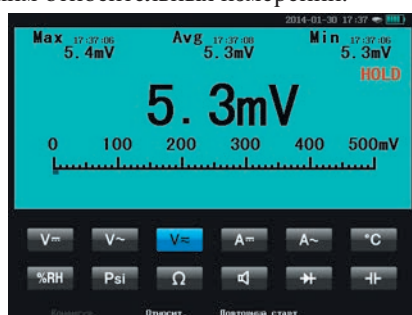 2014-01-30 17:37
Max 17:37:06 Avg 17:37:08 Min 17:37:06
5.4mV 5.3mV 5.3mV
HOLD
5.3mV
0 100 200 300 400 500mV
V⎓ V~ V≂ A⎓ A~ °C
%RH Psi Ω
Относит. Повторный старт